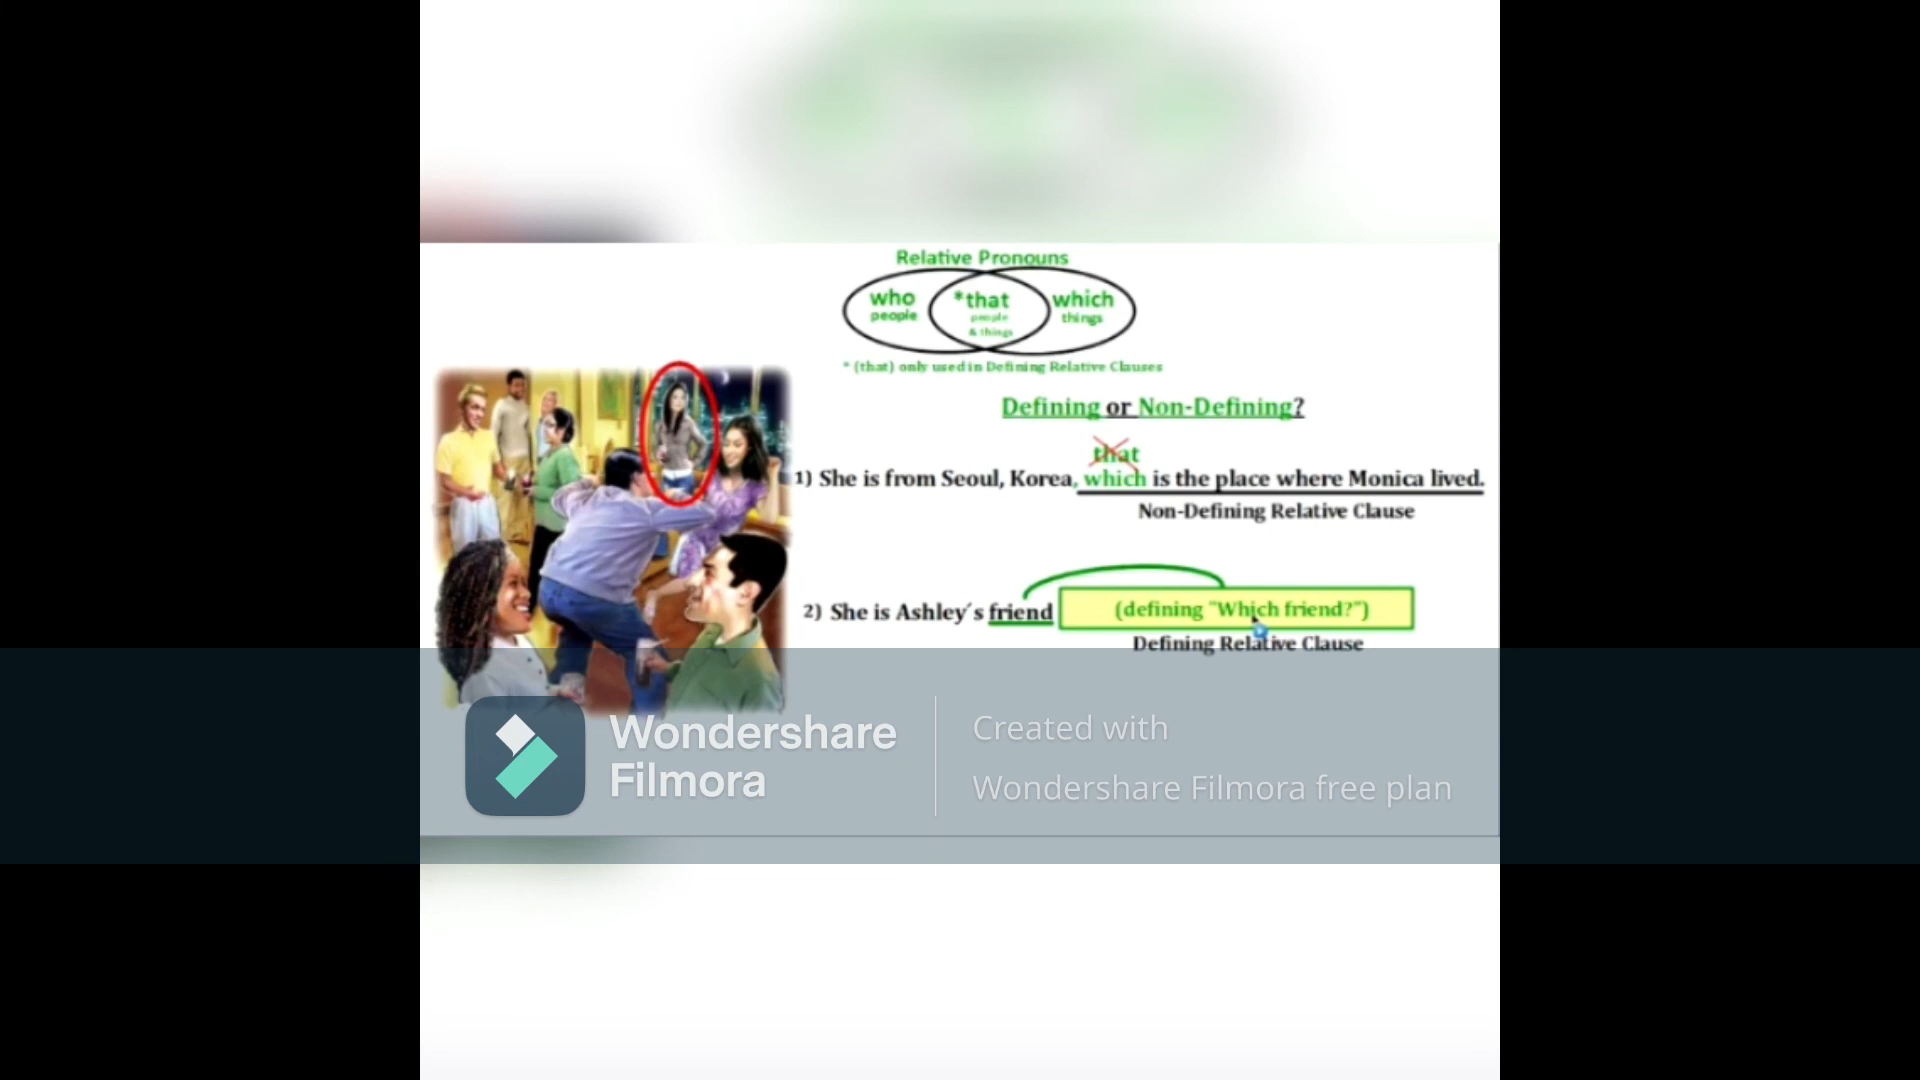 Relative Pronouns
who *that which
people people things
& things
* (that) only used in Defining Relative Clauses
Defining or Non-Defining?
that
1) She is from Seoul, Korea, which is the place where Monica lived.
Non-Defining Relative Clause
2) She is Ashley's friend (defining "Which friend?")
Defining Relative Clause
Wondershare
Filmora
Created with
Wondershare Filmora free plan